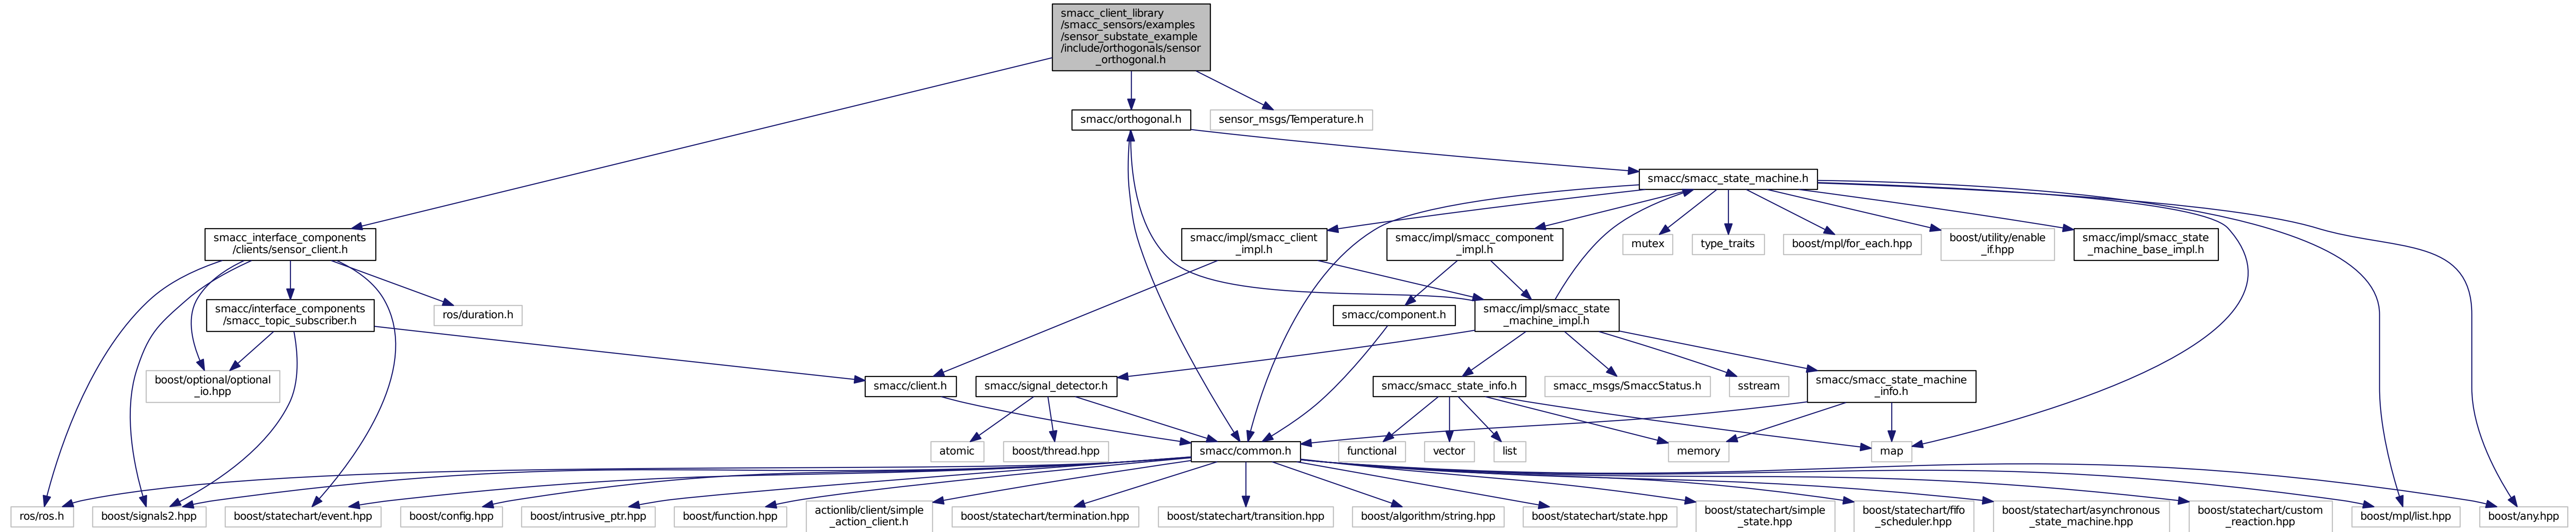 smacc_client_library
/smacc_sensors/examples
/sensor_substate_example
/include/orthogonals/sensor
_orthogonal.h
smacc/orthogonal.h
sensor_msgs/Temperature.h
smacc/smacc_state_machine.h
smacc_interface_components
/clients/sensor_client.h
smacc/impl/smacc_client
_impl.h
smacc/impl/smacc_component
_impl.h
mutex
type_traits
boost/mpl/for_each.hpp
boost/utility/enable
_if.hpp
smacc/impl/smacc_state
_machine_base_impl.h
smacc/interface_components
/smacc_topic_subscriber.h
ros/duration.h
smacc/component.h
smacc/impl/smacc_state
_machine_impl.h
boost/optional/optional
_io.hpp
smacc/client.h
smacc/signal_detector.h
smacc/smacc_state_info.h
smacc_msgs/SmaccStatus.h
sstream
smacc/smacc_state_machine
_info.h
atomic
boost/thread.hpp
smacc/common.h
functional
vector
list
memory
map
ros/ros.h
boost/signals2.hpp
boost/statechart/event.hpp
boost/config.hpp
boost/intrusive_ptr.hpp
boost/function.hpp
actionlib/client/simple
_action_client.h
boost/statechart/termination.hpp
boost/statechart/transition.hpp
boost/algorithm/string.hpp
boost/statechart/state.hpp
boost/statechart/simple
_state.hpp
boost/statechart/fifo
_scheduler.hpp
boost/statechart/asynchronous
_state_machine.hpp
boost/statechart/custom
_reaction.hpp
boost/mpl/list.hpp
boost/any.hpp